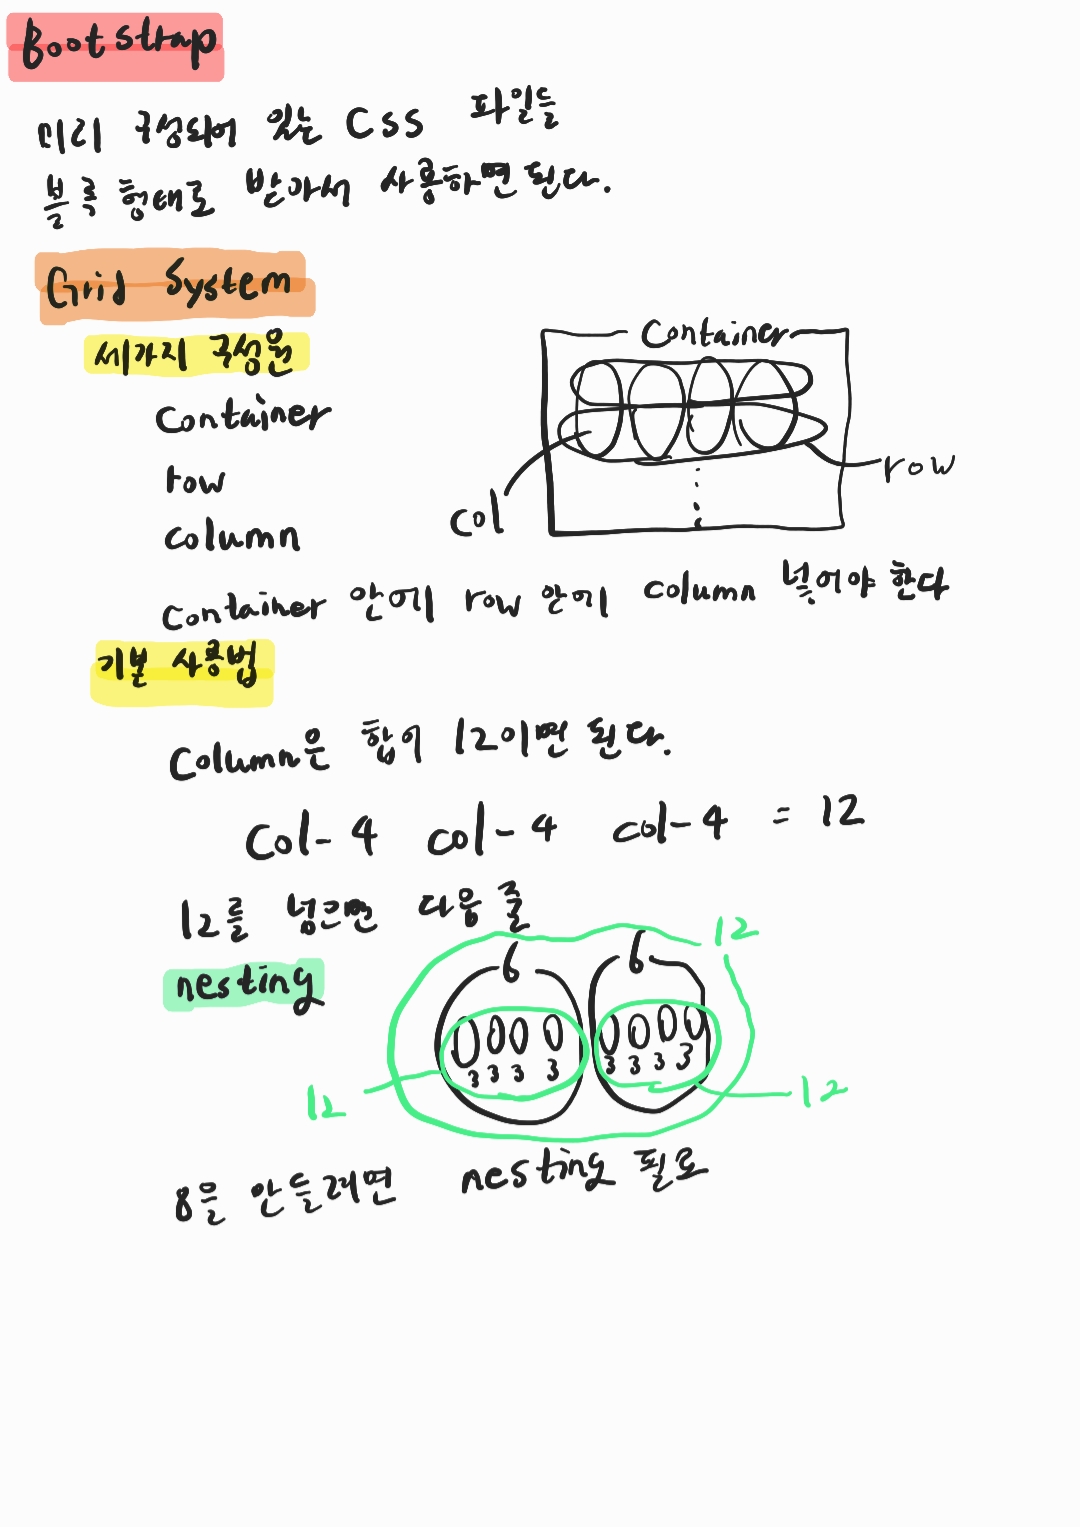 Bootstrap
미리 구성되어 있는 CSS 파일들
블록 형태로 받아서 사용하면 된다.
Grid System
세가지 구성원
Container
row
column
Container
col
row
Container 안에 row 안에 column 넣어야 한다
기본 사용법
Column은 합이 12이면 된다.
Col-4 col-4 col-4 = 12
12를 넘으면 다음 줄
nesting
12
6 6
3 3 3 3 3 3 3 3
12 12
8을 만들려면 nesting 필요